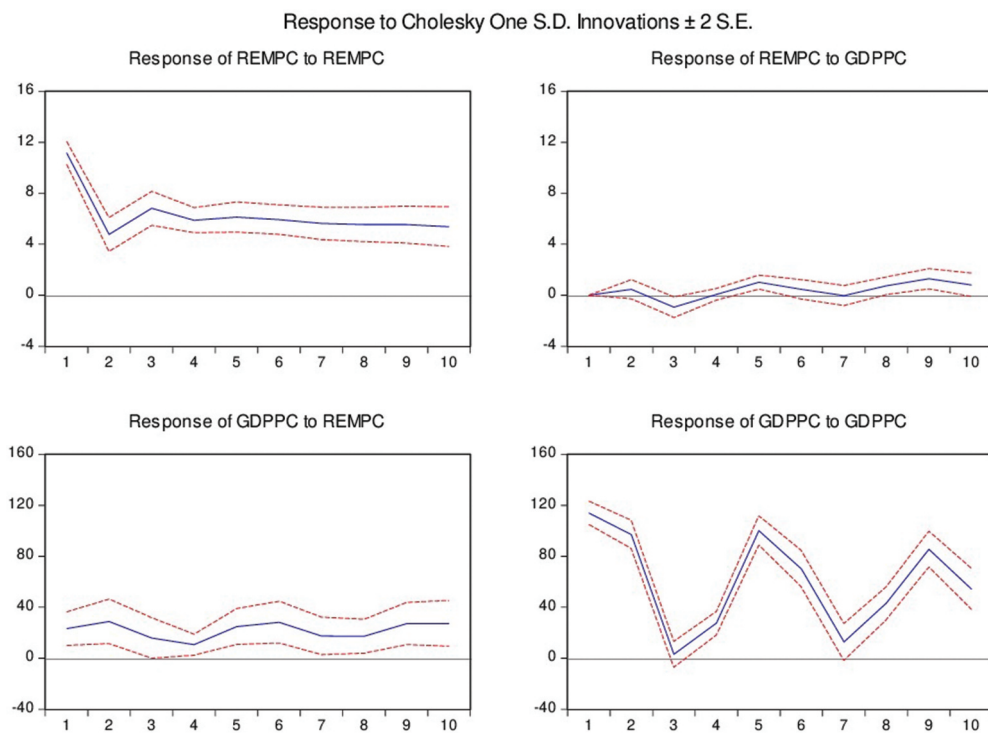 Response to Cholesky One S.D. Innovations ± 2 S.E.
Response of REMPC to REMPC
16
12
8
4
0
-4
1 2 3 4 5 6 7 8 9 10
Response of REMPC to GDPPC
16
12
8
4
0
-4
1 2 3 4 5 6 7 8 9 10
Response of GDPPC to REMPC
160
120
80
40
0
-40
1 2 3 4 5 6 7 8 9 10
Response of GDPPC to GDPPC
160
120
80
40
0
-40
1 2 3 4 5 6 7 8 9 10